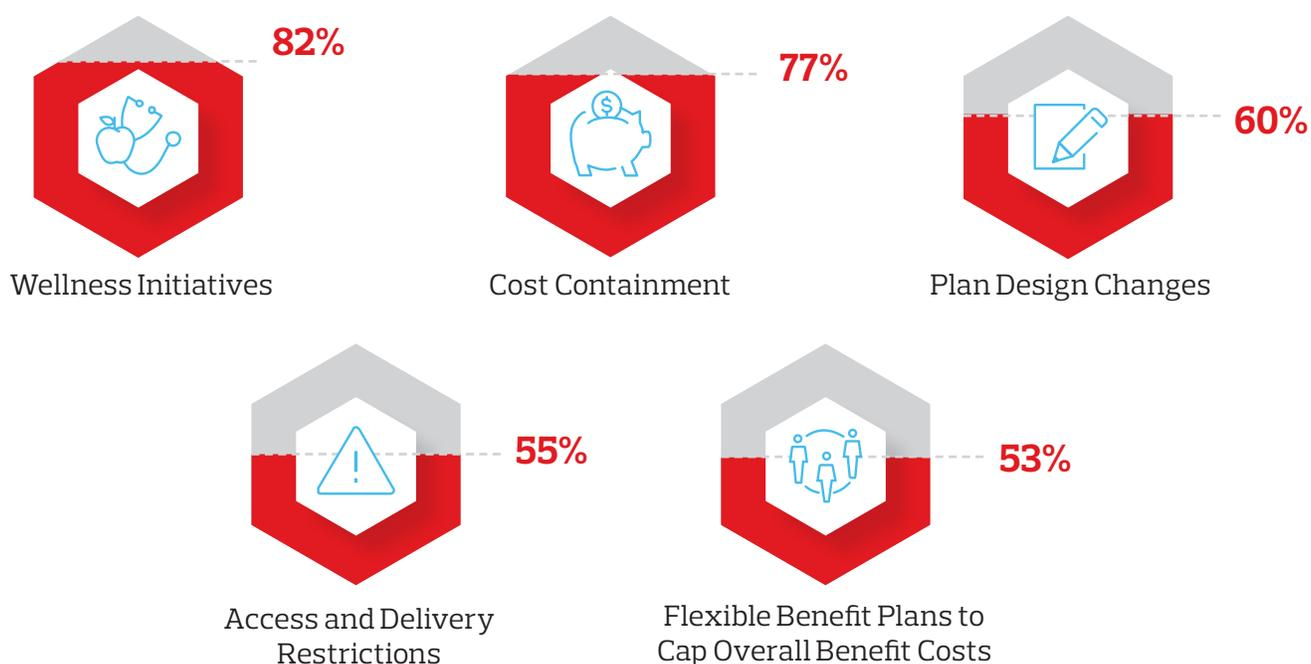 82%
77%
60%
$
Wellness Initiatives
Cost Containment
Plan Design Changes
55%
53%
!
Access and Delivery
Restrictions
Flexible Benefit Plans to
Cap Overall Benefit Costs